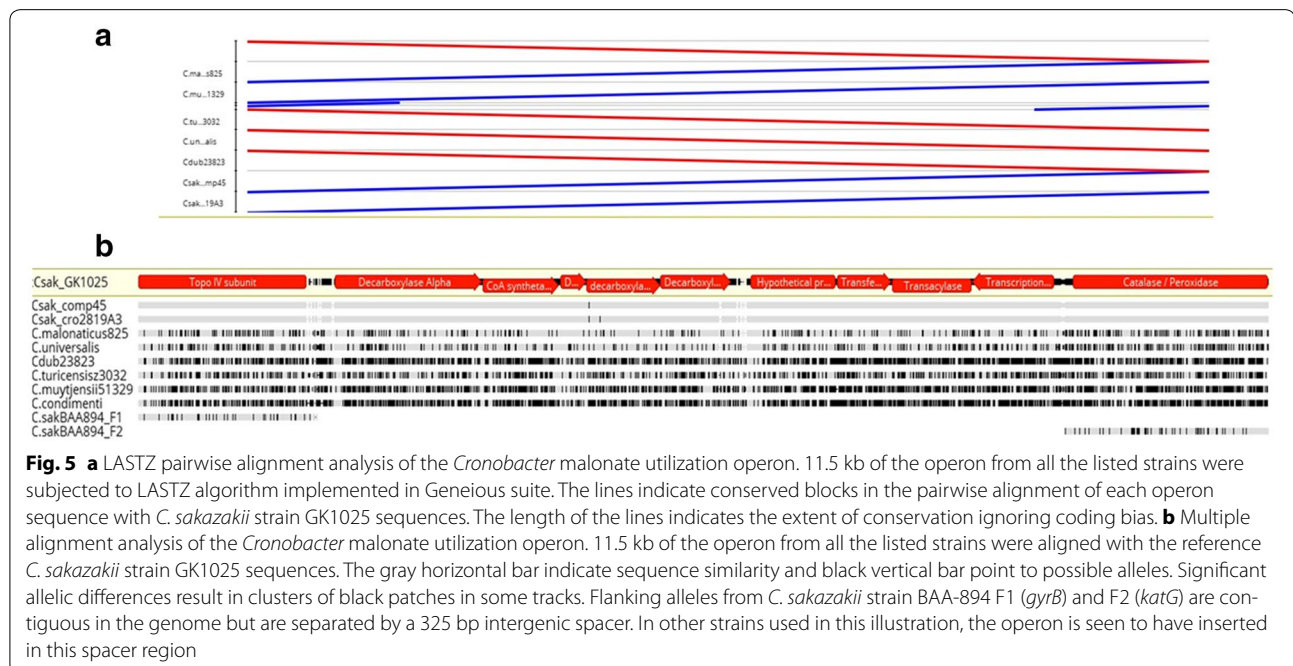 a
C.ma...s825
C.mu...1329
C.tu...3032
C.un...alis
Cdub23823
Csak...mp45
Csak...19A3
b
:Csak_GK1025 Topo IV subunit Decarboxylase Alpha CoA syntheta... D... decarboxyla... Decarboxyl... Hypothetical pr... Transfe... Transacylase Transcription... Catalase / Peroxidase
Csak_comp45
Csak_cro2819A3
C.malonaticus825
C.universalis
Cdub23823
C.turicensisz3032
C.muytjensii51329
C.condimenti
C.sakBAA894_F1
C.sakBAA894_F2
Fig. 5 a LASTZ pairwise alignment analysis of the Cronobacter malonate utilization operon. 11.5 kb of the operon from all the listed strains were
subjected to LASTZ algorithm implemented in Geneious suite. The lines indicate conserved blocks in the pairwise alignment of each operon
sequence with C. sakazakii strain GK1025 sequences. The length of the lines indicates the extent of conservation ignoring coding bias. b Multiple
alignment analysis of the Cronobacter malonate utilization operon. 11.5 kb of the operon from all the listed strains were aligned with the reference
C. sakazakii strain GK1025 sequences. The gray horizontal bar indicate sequence similarity and black vertical bar point to possible alleles. Significant
allelic differences result in clusters of black patches in some tracks. Flanking alleles from C. sakazakii strain BAA-894 F1 (gyrB) and F2 (katG) are con-
tiguous in the genome but are separated by a 325 bp intergenic spacer. In other strains used in this illustration, the operon is seen to have inserted
in this spacer region